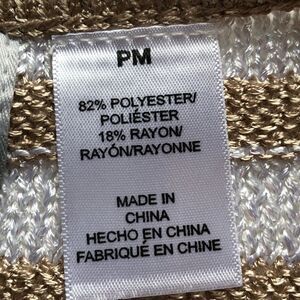 PM
82% POLYESTER/
POLIÉSTER
18% RAYON/
RAYÓN/RAYONNE
MADE IN
CHINA
HECHO EN CHINA
FABRIQUÉ EN CHINE